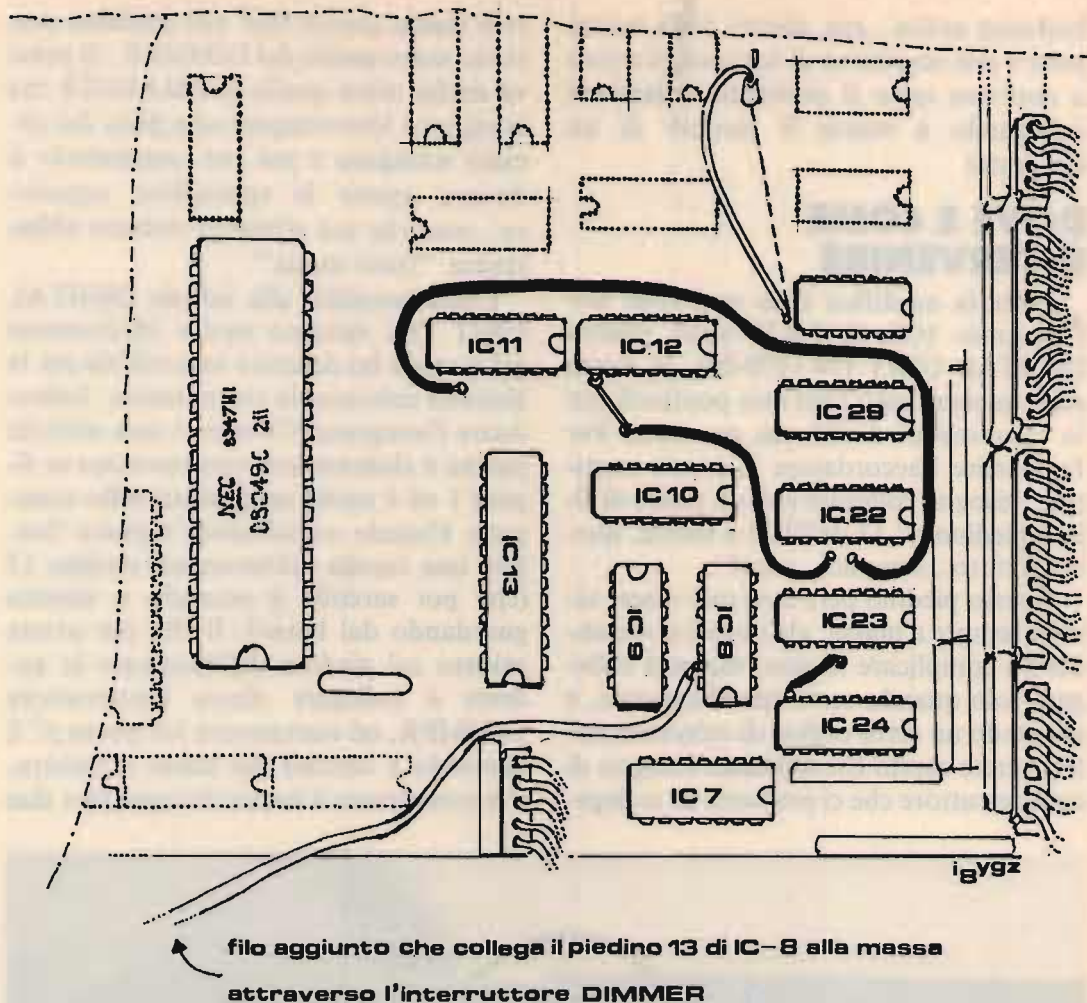 IC11
IC12
IC29
NEC
8347H1
D8049C 211
IC10
IC22
IC13
IC9
IC8
IC23
IC24
IC7
i8ygz
filo aggiunto che collega il piedino 13 di IC-8 alla massa
attraverso l'interruttore DIMMER